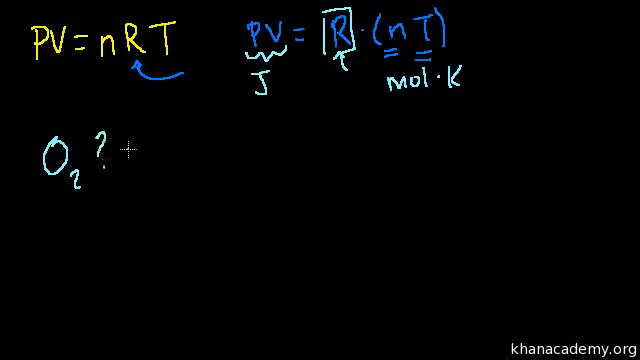 PV = nRT
PV = R · (nT)
J
mol · K
O₂ ?
khanacademy.org